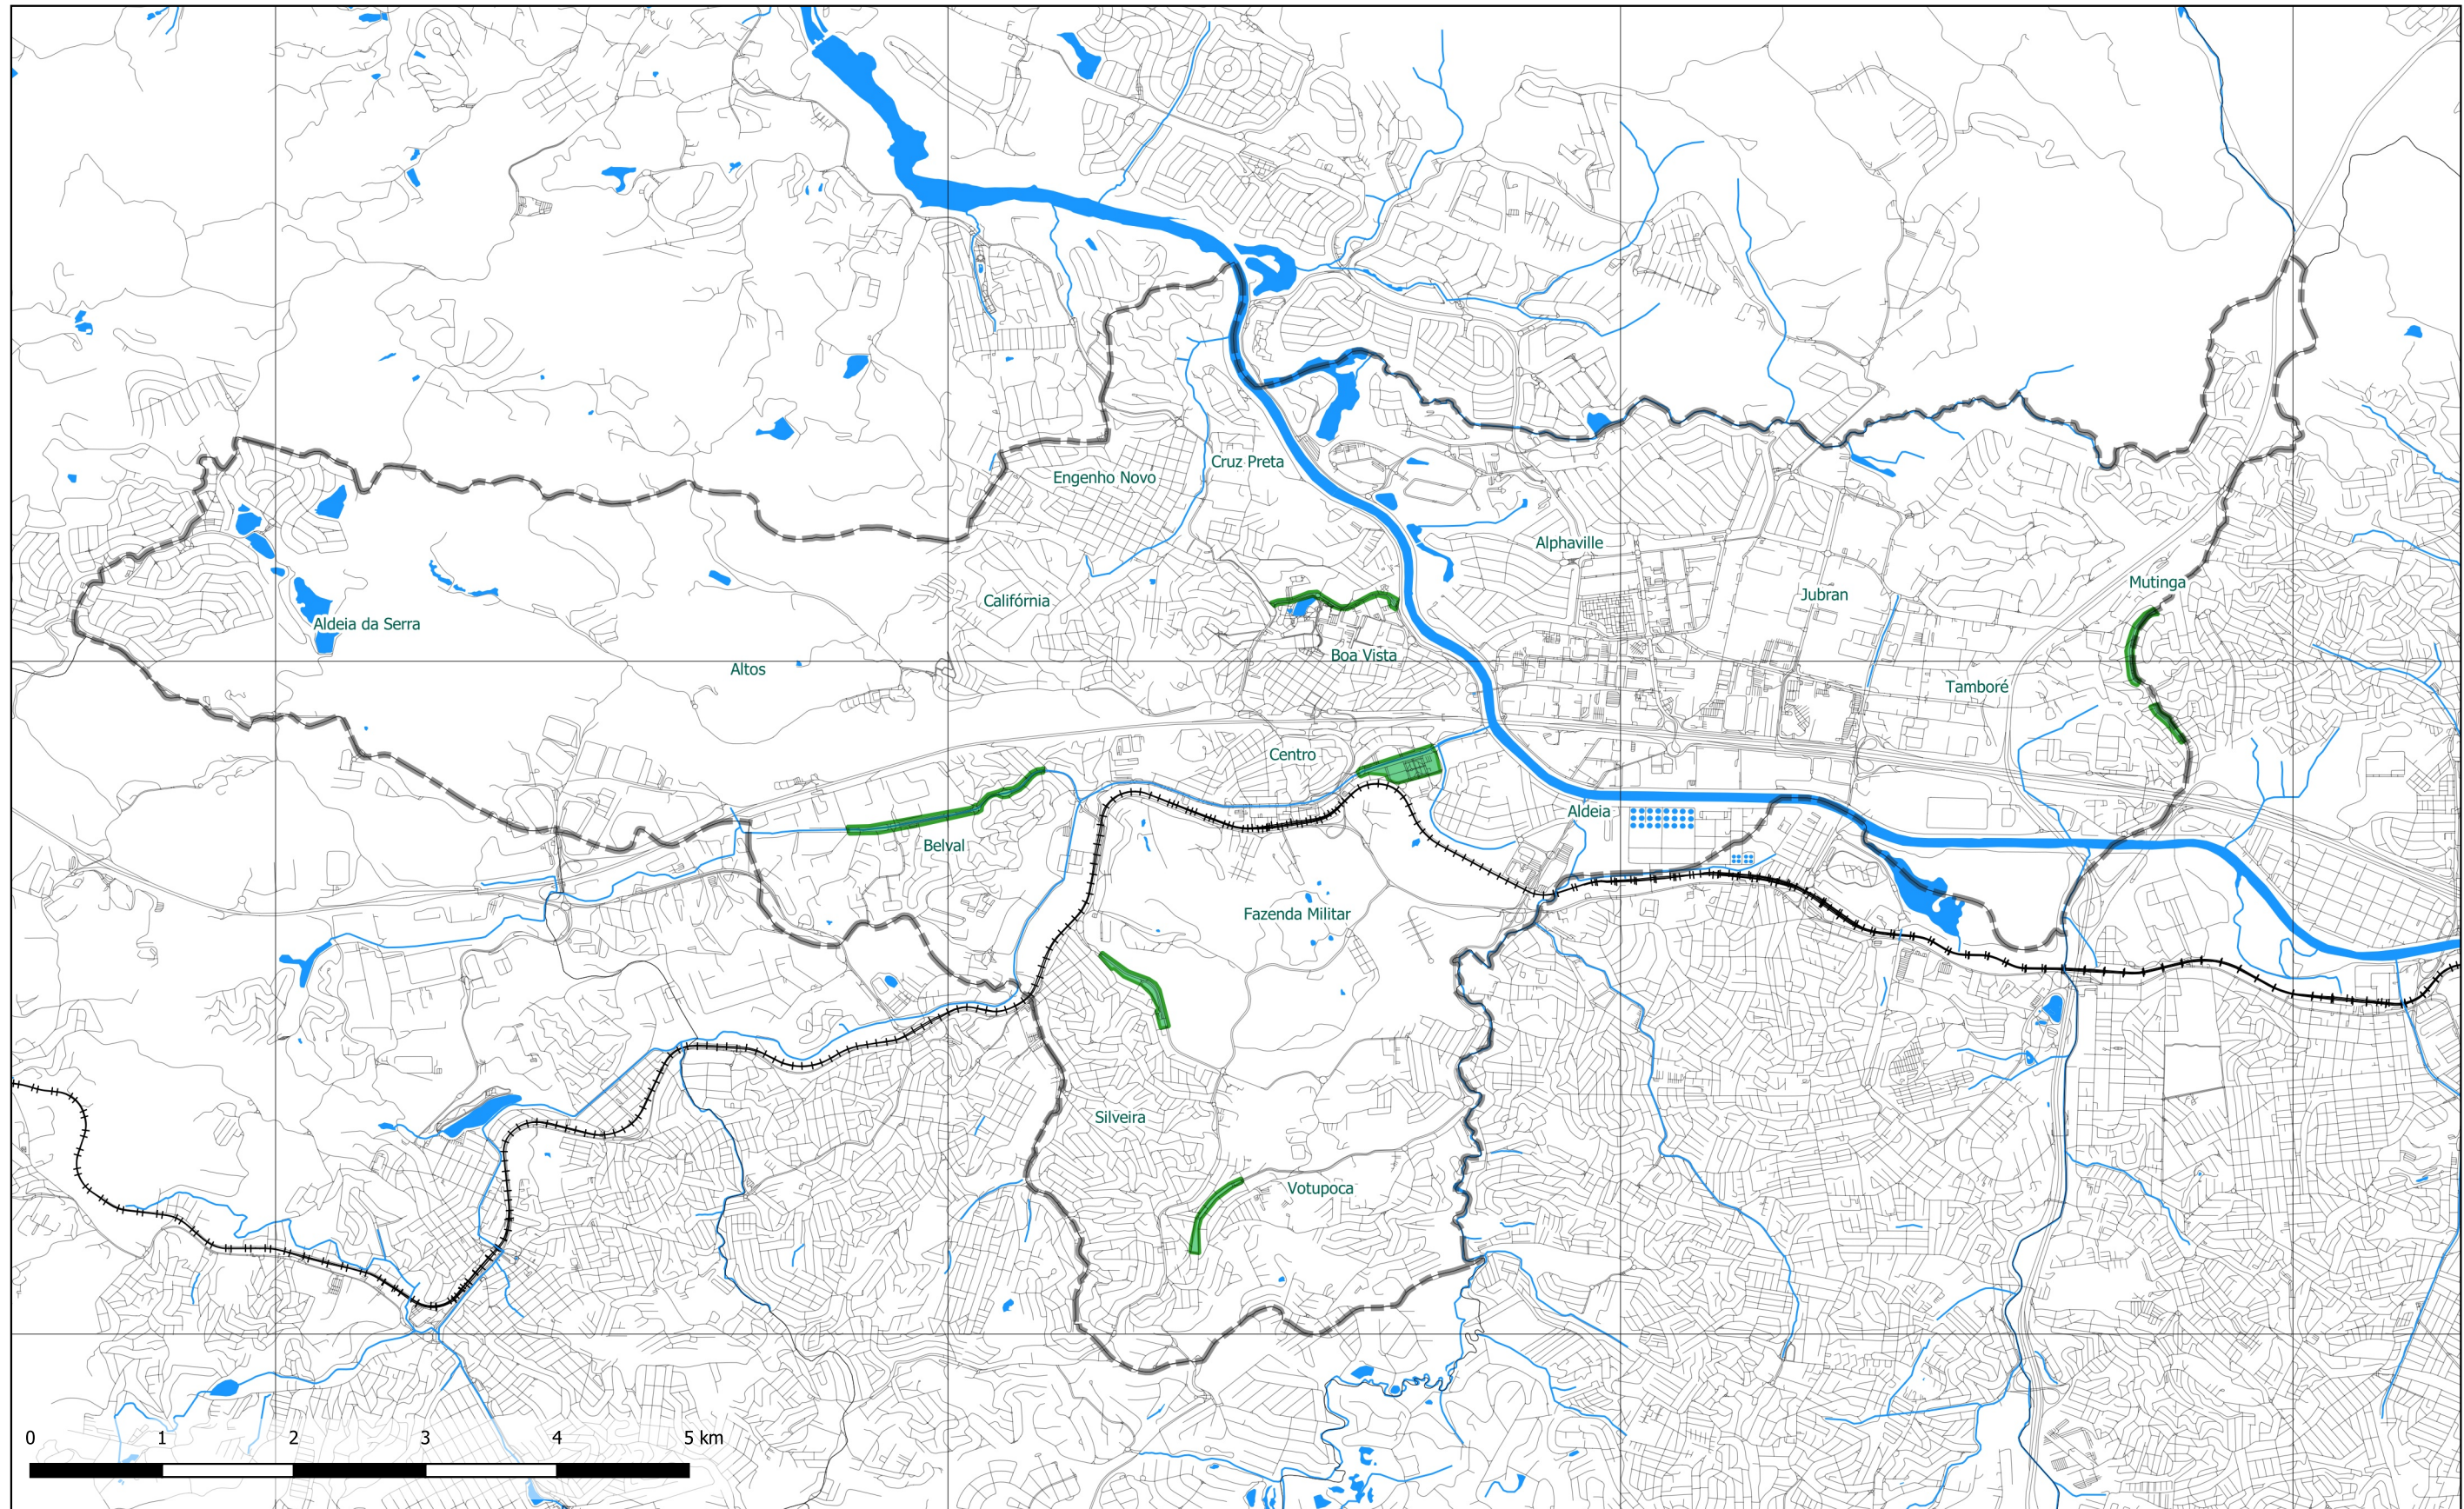 Cruz Preta
Engenho Novo
Alphaville
Mutinga
Jubran
Califórnia
Aldeia da Serra
Boa Vista
Altos
Tamboré
Centro
Aldeia
Belval
Fazenda Militar
Silveira
Votupoca
0 1 2 3 4 5 km